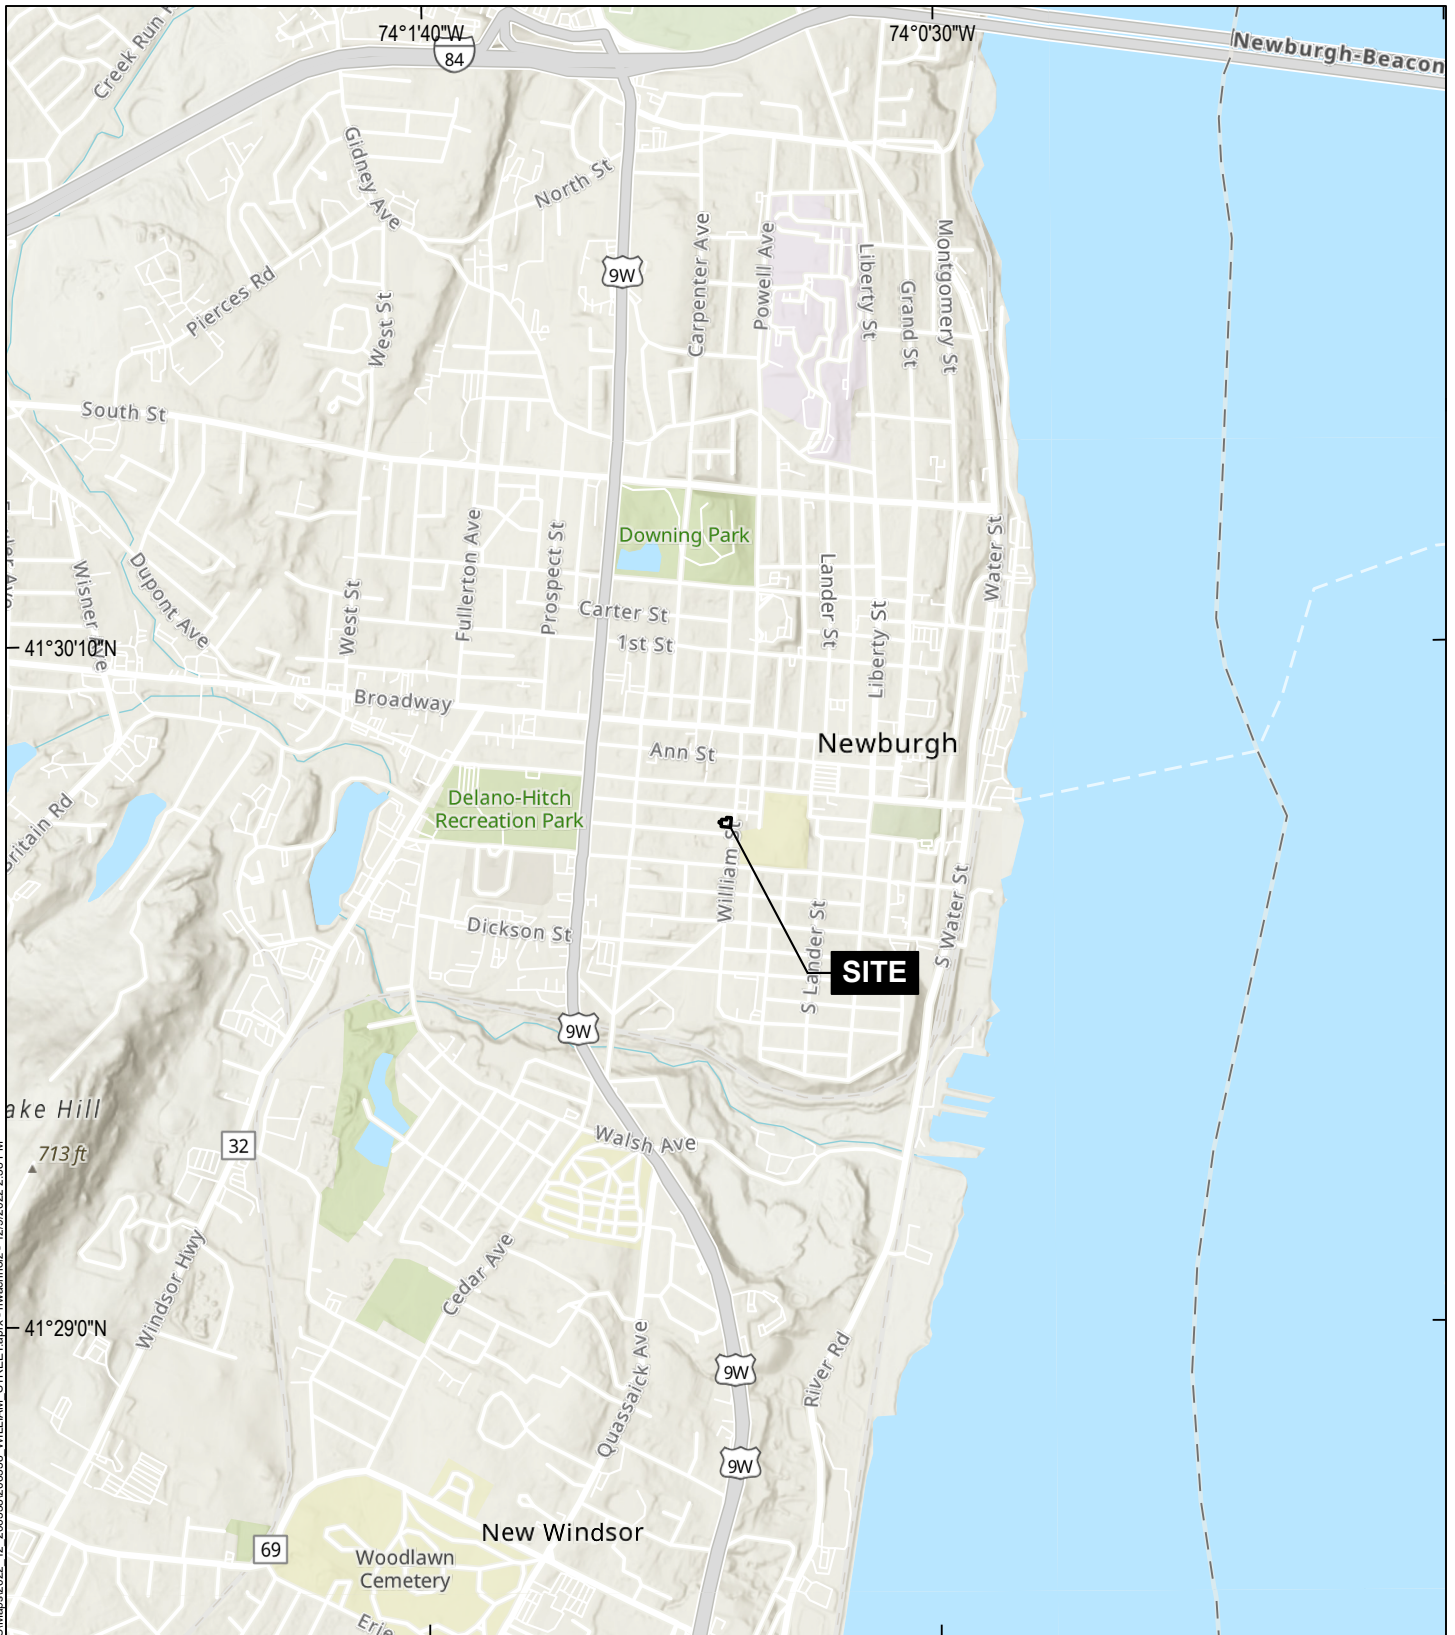 74°1'40"W
74°0'30"W
Newburgh-Beacon
Creek Run
84
Gidney Ave
North St
9W
Carpenter Ave
Powell Ave
Liberty St
Grand St
Montgomery St
Pierces Rd
West St
South St
Downing Park
Water St
Fullerton Ave
Prospect St
Lander St
Wisner Ave
Dupont Ave
West St
Carter St
1st St
Liberty St
41°30'10"N
Broadway
Ann St
Newburgh
Delano-Hitch
Recreation Park
Britain Rd
William St
S Water St
Dickson St
S Lander St
SITE
9W
ake Hill
713 ft
32
Walsh Ave
Windsor Hwy
Cedar Ave
41°29'0"N
Quassaick Ave
River Rd
9W
9W
New Windsor
69
Woodlawn
Cemetery
Erie